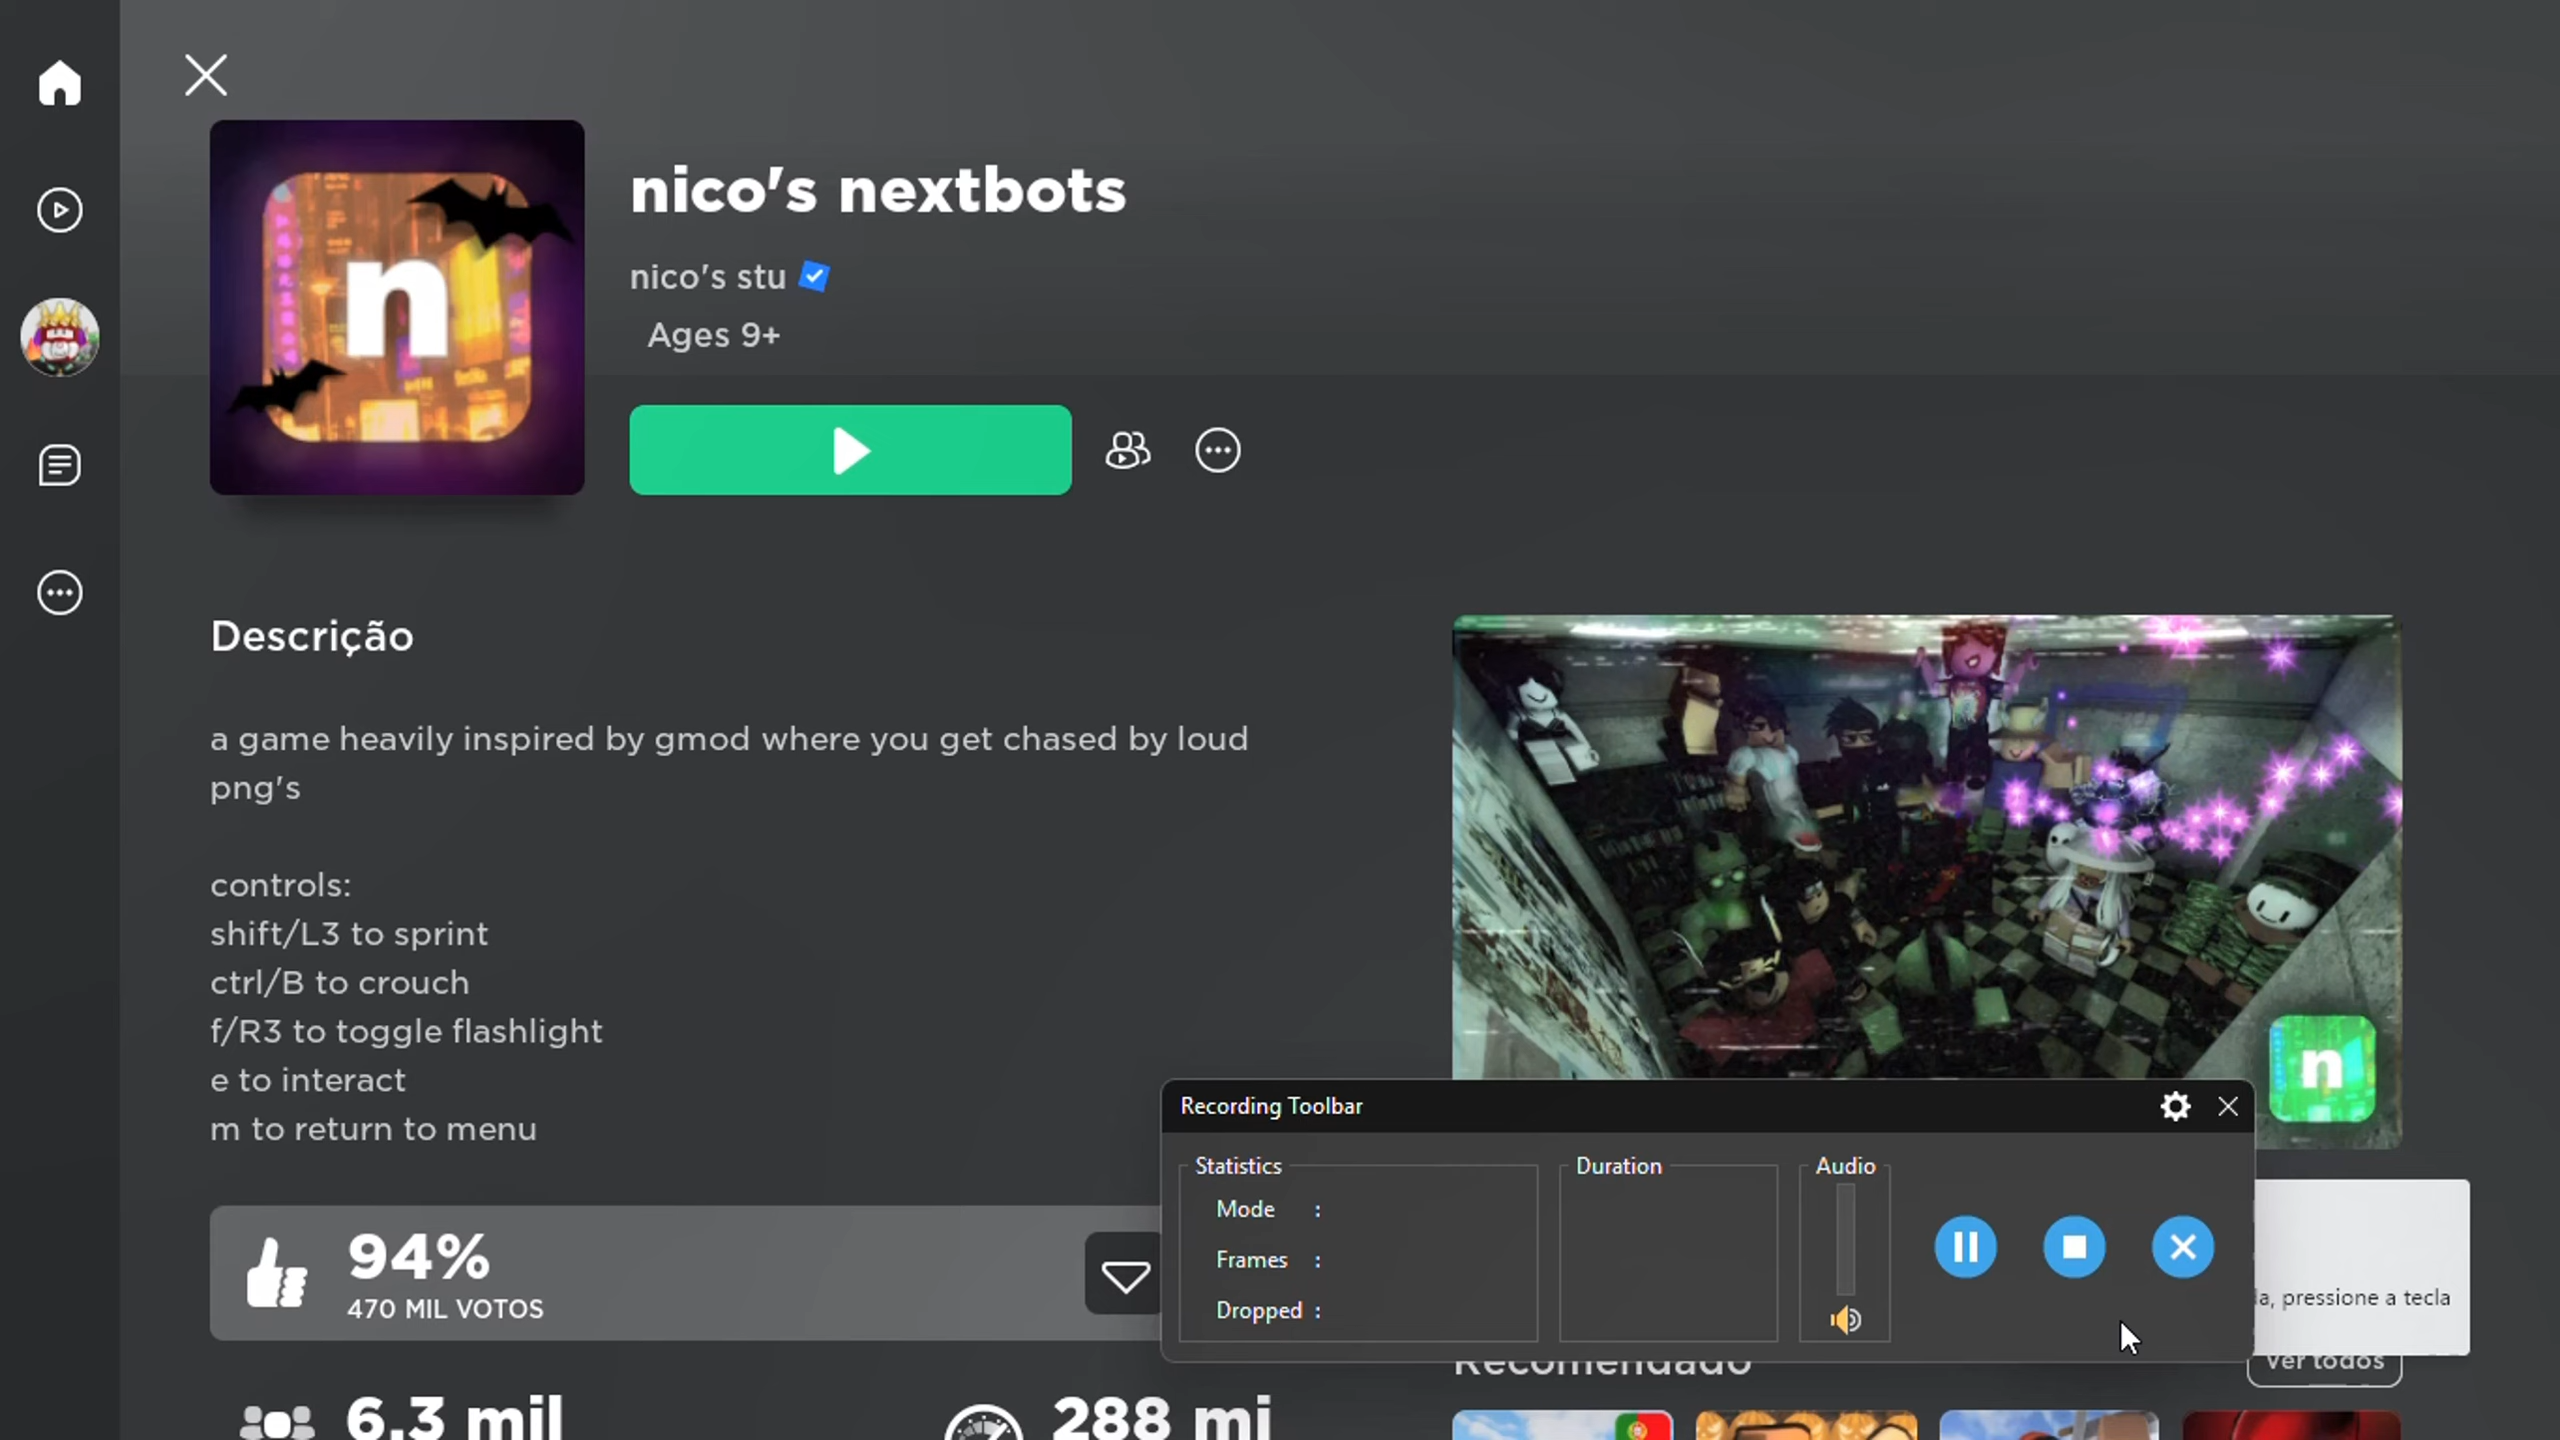 n
nico's nextbots
nico's stu
Ages 9+
Descrição
a game heavily inspired by gmod where you get chased by loud
png's
controls:
shift/L3 to sprint
ctrl/B to crouch
f/R3 to toggle flashlight
e to interact
m to return to menu
n
Recording Toolbar
Statistics
Mode :
Frames :
Dropped :
Duration
Audio
94%
470 MIL VOTOS
a, pressione a tecla
Recomendado
Ver todos
6.3 mil
288 mi